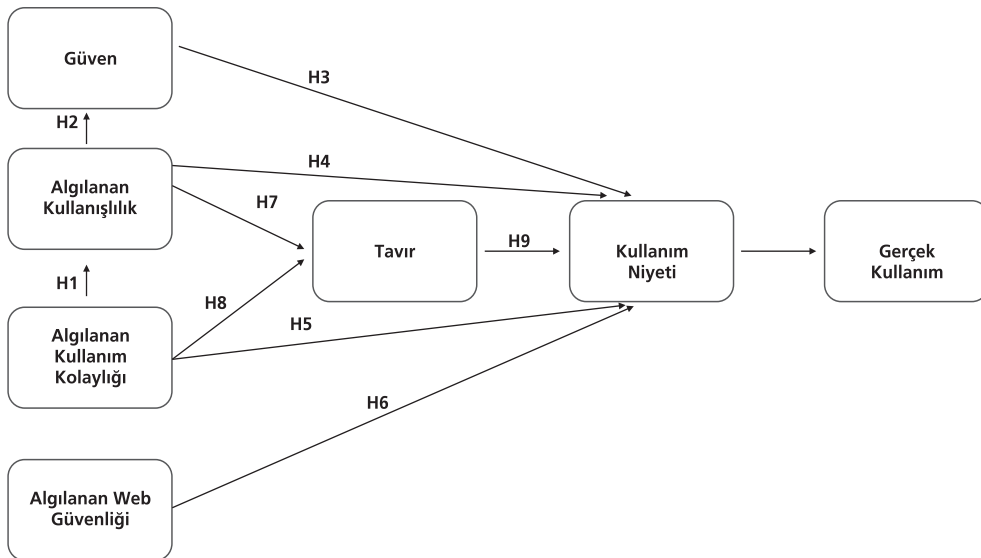 Güven
H3
H2
H4
Algılanan
Kullanışlılık
H7
Tavır
H9
Kullanım
Niyeti
Gerçek
Kullanım
H1
H8
H5
Algılanan
Kullanım
Kolaylığı
H6
Algılanan Web
Güvenliği